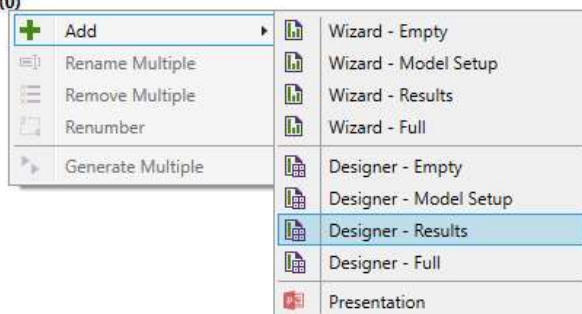 (0)
Add
Rename Multiple
Remove Multiple
Renumber
Generate Multiple
Wizard - Empty
Wizard - Model Setup
Wizard - Results
Wizard - Full
Designer - Empty
Designer - Model Setup
Designer - Results
Designer - Full
Presentation